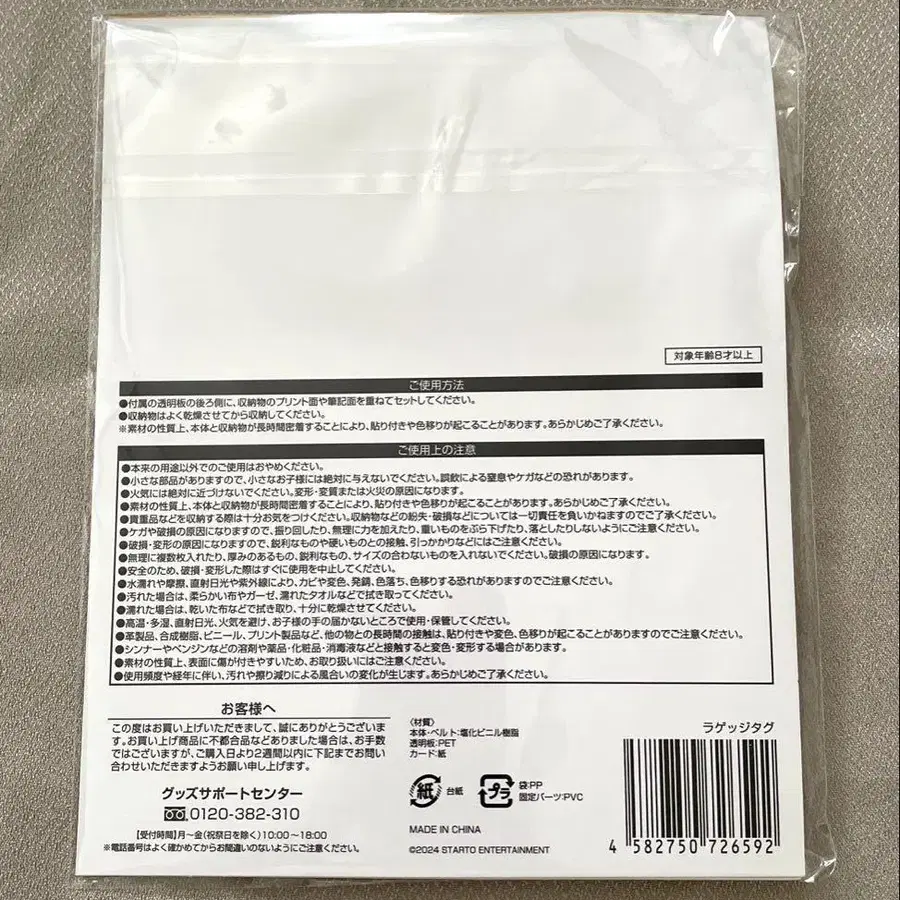 対象年齢8才以上
ご使用方法
●付属の透明板の後ろ側に、収納物のプリント面や筆記面を重ねてセットしてください。
●収納物はよく乾燥させてから収納してください。
※素材の性質上、本体と収納物が長時間密着することにより、貼り付きや色移りが起こることがあります。あらかじめご了承ください。
ご使用上の注意
●本来の用途以外でのご使用はおやめください。
●小さな部品がありますので、小さなお子様には絶対に与えないでください。誤飲による窒息やケガなどの恐れがあります。
●火気には絶対に近づけないでください。変形・変質または火災の原因になります。
●素材の性質上、本体と収納物が長時間密着することにより、貼り付きや色移りが起こることがあります。あらかじめご了承ください。
●貴重品などを収納する際は十分お気をつけください。収納物などの紛失・破損などについては一切責任を負いかねますのでご了承ください。
●ケガや破損の原因になりますので、振り回したり、無理に力を加えたり、重いものをぶら下げたり、落としたりしないようにご注意ください。
●破損・変形の原因になりますので、鋭利なものや硬いものとの接触、引っかかりなどにはご注意ください。
●無理に複数枚入れたり、厚みのあるもの、鋭利なもの、サイズの合わないものを入れないでください。破損の原因になります。
●安全のため、破損・変形した際はすぐに使用を中止してください。
●水濡れや摩擦、直射日光や紫外線により、カビや変色、発錆、色落ち、色移りする恐れがありますのでご注意ください。
●汚れた場合は、柔らかい布やガーゼ、濡れたタオルなどで拭き取ってください。
●濡れた場合は、乾いた布などで拭き取り、十分に乾燥させてください。
●高温・多湿、直射日光、火気を避け、お子様の手の届かないところで使用・保管してください。
●革製品、合成樹脂、ビニール、プリント製品など、他の物との長時間の接触は、貼り付きや変色、色移りが起こることがありますのでご注意ください。
●シンナーやベンジンなどの溶剤や薬品・化粧品・消毒液などと接触すると変色・変形する場合があります。
●素材の性質上、表面に傷が付きやすいため、お取り扱いにはご注意ください。
●使用頻度や経年に伴い、汚れや擦り減りによる風合いの変化が生じます。あらかじめご了承ください。
お客様へ
この度はお買い上げいただきまして、誠にありがとうございま
す。お買い上げ商品に不都合品などありました場合は、お手数
ではございますが、ご購入日より2週間以内に下記までお問い
合わせいただきますようお願い申し上げます。
グッズサポートセンター
0120-382-310
【受付時間】月～金(祝祭日を除く)10:00～18:00
※電話番号はよく確かめてからお間違いのないようにご注意ください。
〈材質〉
本体・ベルト:塩化ビニル樹脂
透明板:PET
カード:紙
紙 台紙
プラ 袋:PP
固定パーツ:PVC
MADE IN CHINA
©2024 STARTO ENTERTAINMENT
ラゲッジタグ
4 582750 726592